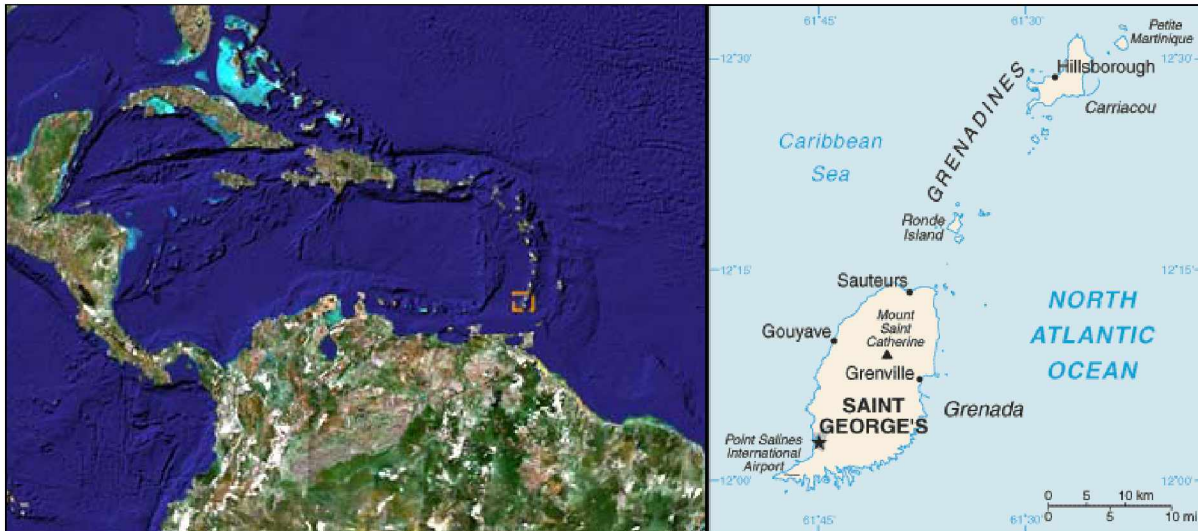 61°45'
61°30'
Petite
Martinique
12°30'
12°30'
Hillsborough
Carriacou
GRENADINES
Caribbean
Sea
Ronde
Island
12°15'
12°15'
Sauteurs
NORTH
ATLANTIC
OCEAN
Mount
Saint
Catherine
Gouyave
Grenville
SAINT
GEORGE'S
Grenada
Point Salines
International
Airport
12°00'
12°00'
0 5 10 km
0 5 10 mi
61°45'
61°30'